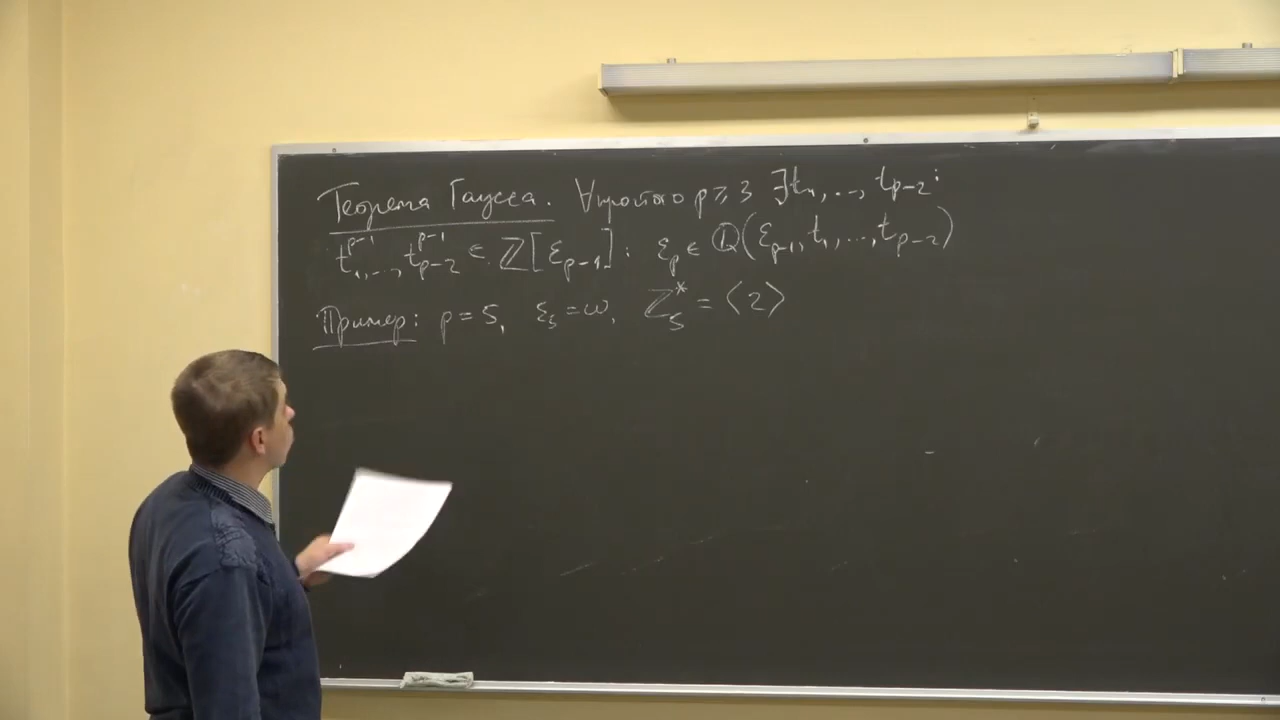 Теорема Гаусса. ∀ простого p ⩾ 3 ∃ t₁, ..., t_{p-2}:
t₁^{p-1}, ..., t_{p-2}^{p-1} ∈ ℤ[ε_{p-1}]: ε_p ∈ ℚ(ε_{p-1}, t₁, ..., t_{p-2})
Пример: p = 5, ε₅ = ω, ℤ₅* = ⟨2⟩